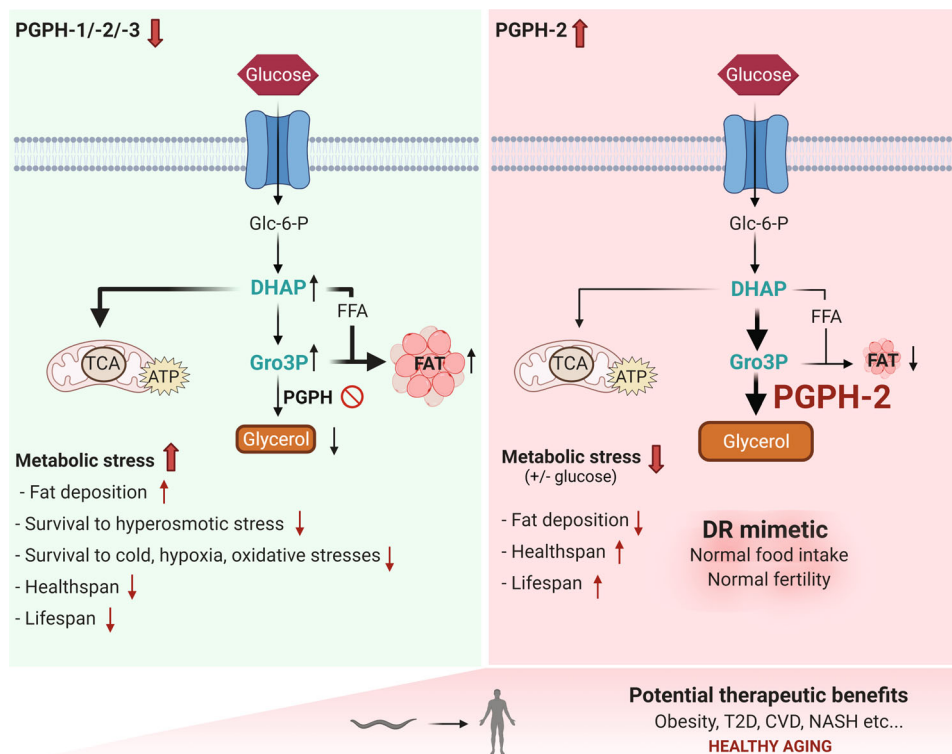 PGPH-1/-2/-3
Glucose
Glc-6-P
DHAP
FFA
TCA
ATP
Gro3P
FAT
PGPH
Glycerol
Metabolic stress
- Fat deposition
- Survival to hyperosmotic stress
- Survival to cold, hypoxia, oxidative stresses
- Healthspan
- Lifespan
PGPH-2
Glucose
Glc-6-P
DHAP
FFA
TCA
ATP
Gro3P
FAT
PGPH-2
Glycerol
Metabolic stress
(+/- glucose)
- Fat deposition
- Healthspan
- Lifespan
DR mimetic
Normal food intake
Normal fertility
Potential therapeutic benefits
Obesity, T2D, CVD, NASH etc...
HEALTHY AGING